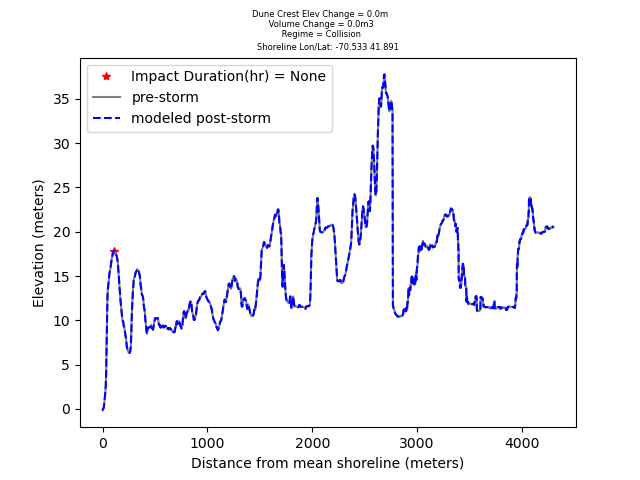 Dune Crest Elev Change = 0.0m
Volume Change = 0.0m3
Regime = Collision
Shoreline Lon/Lat: -70.533 41.891
Impact Duration(hr) = None
pre-storm
modeled post-storm
35
30
25
20
15
10
5
0
Elevation (meters)
0 1000 2000 3000 4000
Distance from mean shoreline (meters)